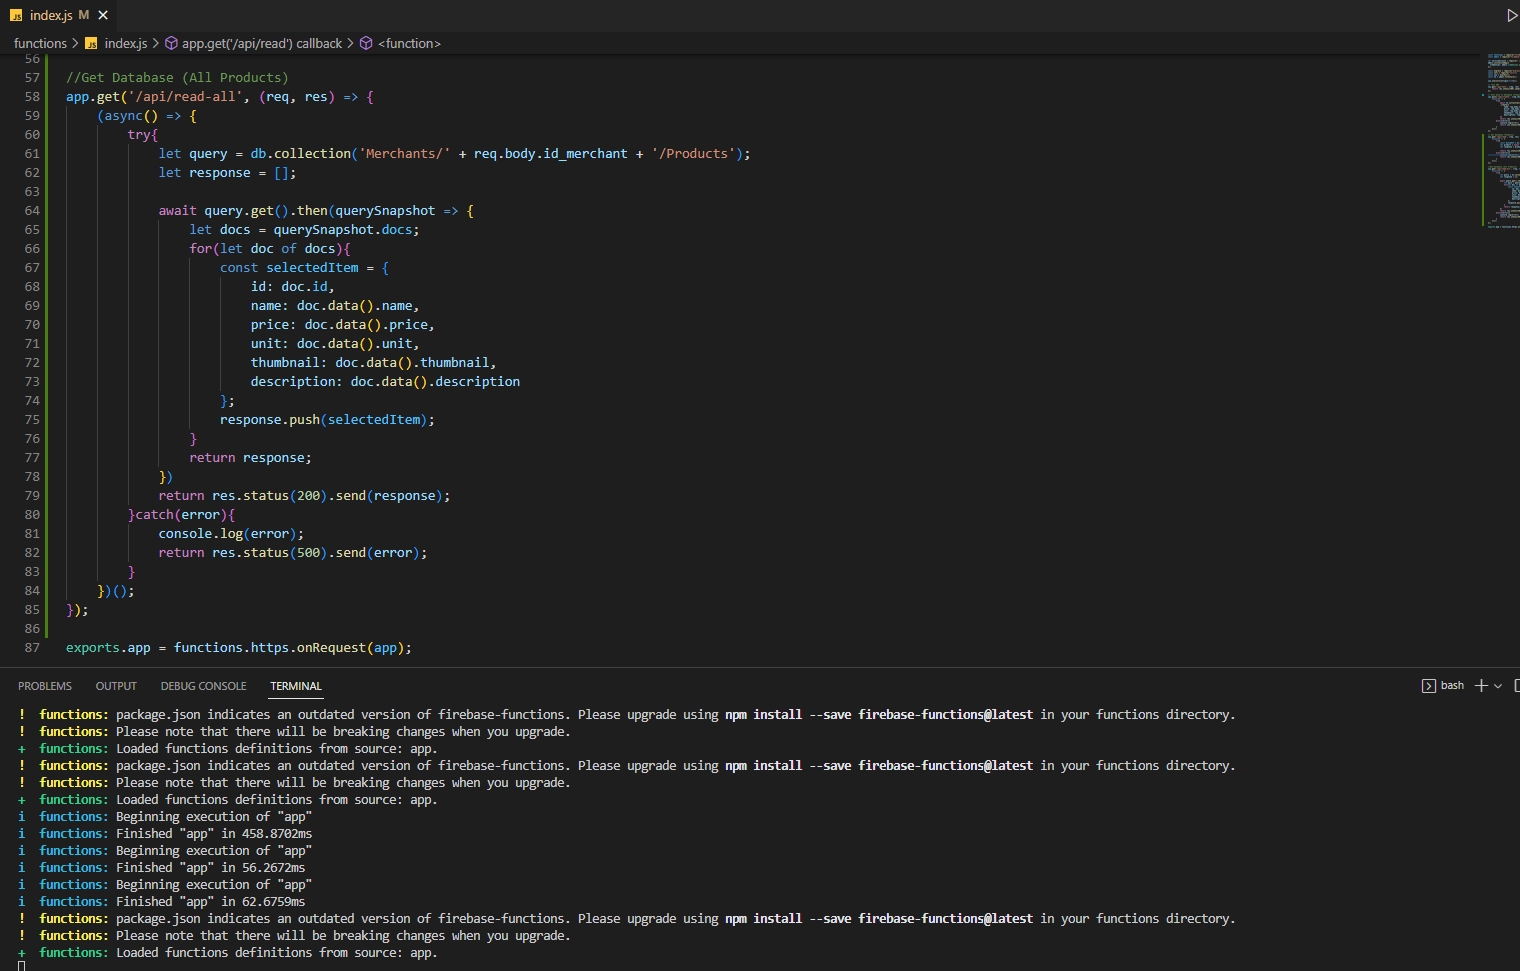 JS index.js M
functions > JS index.js > app.get('/api/read') callback > <function>
56
57 //Get Database (All Products)
58 app.get('/api/read-all', (req, res) => {
59     (async() => {
60         try{
61             let query = db.collection('Merchants/' + req.body.id_merchant + '/Products');
62             let response = [];
63
64             await query.get().then(querySnapshot => {
65                 let docs = querySnapshot.docs;
66                 for(let doc of docs){
67                     const selectedItem = {
68                         id: doc.id,
69                         name: doc.data().name,
70                         price: doc.data().price,
71                         unit: doc.data().unit,
72                         thumbnail: doc.data().thumbnail,
73                         description: doc.data().description
74                     };
75                     response.push(selectedItem);
76                 }
77                 return response;
78             })
79             return res.status(200).send(response);
80         }catch(error){
81             console.log(error);
82             return res.status(500).send(error);
83         }
84     })();
85 });
86
87 exports.app = functions.https.onRequest(app);
PROBLEMS OUTPUT DEBUG CONSOLE TERMINAL bash
! functions: package.json indicates an outdated version of firebase-functions. Please upgrade using npm install --save firebase-functions@latest in your functions directory.
! functions: Please note that there will be breaking changes when you upgrade.
+ functions: Loaded functions definitions from source: app.
! functions: package.json indicates an outdated version of firebase-functions. Please upgrade using npm install --save firebase-functions@latest in your functions directory.
! functions: Please note that there will be breaking changes when you upgrade.
+ functions: Loaded functions definitions from source: app.
i functions: Beginning execution of "app"
i functions: Finished "app" in 458.8702ms
i functions: Beginning execution of "app"
i functions: Finished "app" in 56.2672ms
i functions: Beginning execution of "app"
i functions: Finished "app" in 62.6759ms
! functions: package.json indicates an outdated version of firebase-functions. Please upgrade using npm install --save firebase-functions@latest in your functions directory.
! functions: Please note that there will be breaking changes when you upgrade.
+ functions: Loaded functions definitions from source: app.